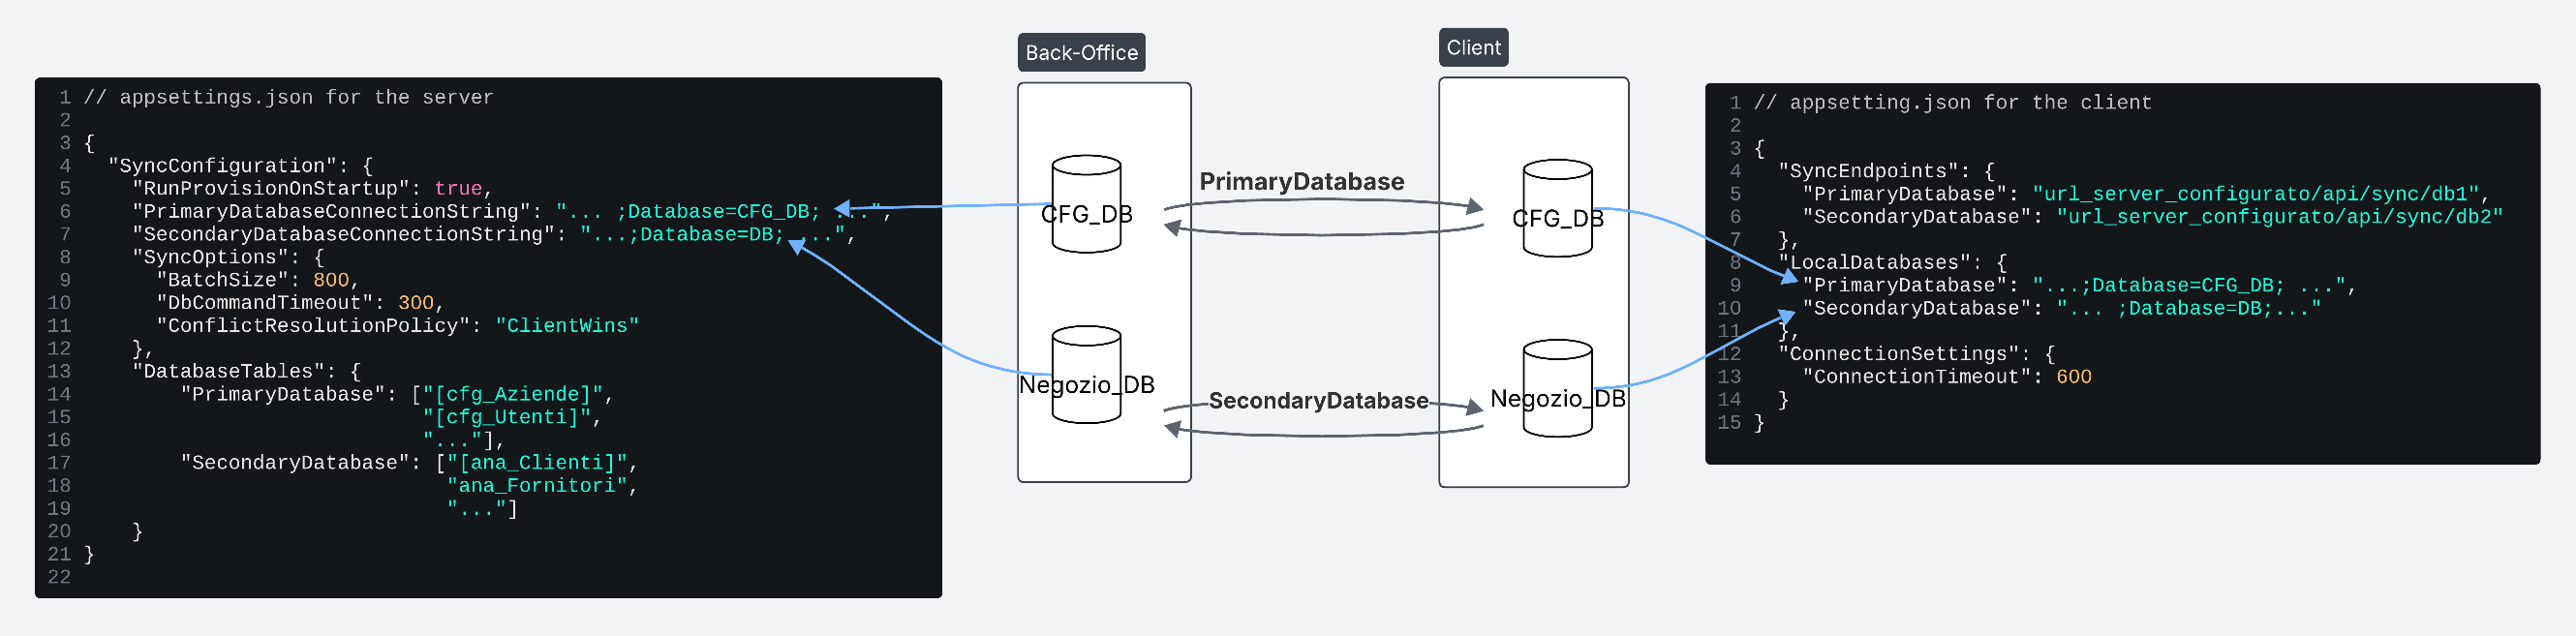 1 // appsettings.json for the server
2
3 {
4 "SyncConfiguration": {
5 "RunProvisionOnStartup": true,
6 "PrimaryDatabaseConnectionString": "... ;Database=CFG_DB; ...",
7 "SecondaryDatabaseConnectionString": "...;Database=DB; ...",
8 "SyncOptions": {
9 "BatchSize": 800,
10 "DbCommandTimeout": 300,
11 "ConflictResolutionPolicy": "ClientWins"
12 },
13 "DatabaseTables": {
14 "PrimaryDatabase": ["[cfg_Aziende]",
15 "[cfg_Utenti]",
16 "..."],
17 "SecondaryDatabase": ["[ana_Clienti]",
18 "ana_Fornitori",
19 "..."]
20 }
21 }
22
Back-Office
CFG_DB
Negozio_DB
PrimaryDatabase
SecondaryDatabase
Client
CFG_DB
Negozio_DB
1 // appsetting.json for the client
2
3 {
4 "SyncEndpoints": {
5 "PrimaryDatabase": "url_server_configurato/api/sync/db1",
6 "SecondaryDatabase": "url_server_configurato/api/sync/db2"
7 },
8 "LocalDatabases": {
9 "PrimaryDatabase": "...;Database=CFG_DB; ...",
10 "SecondaryDatabase": "... ;Database=DB;..."
11 },
12 "ConnectionSettings": {
13 "ConnectionTimeout": 600
14 }
15 }